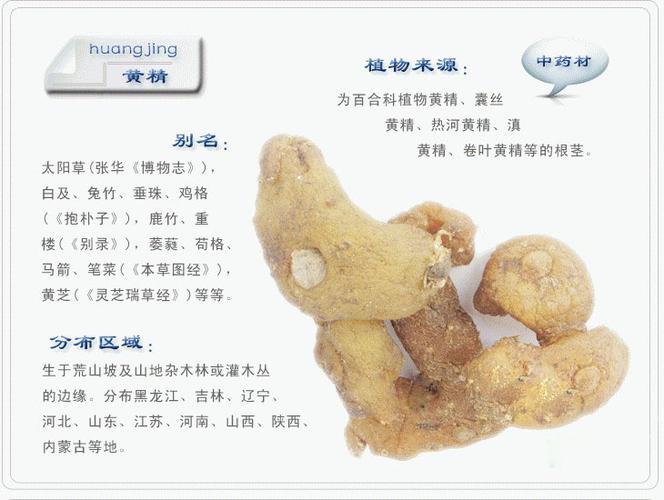 huangjing
黄精
植物来源：
中药材
为百合科植物黄精、囊丝
黄精、热河黄精、滇
黄精、卷叶黄精等的根茎。
别名：
太阳草(张华《博物志》)，
白及、兔竹、垂珠、鸡格
(《抱朴子》)，鹿竹、重
楼(《别录》)，萎蕤、苟格、
马箭、笔菜(《本草图经》)，
黄芝(《灵芝瑞草经》)等等。
分布区域：
生于荒山坡及山地杂木林或灌木丛
的边缘。分布黑龙江、吉林、辽宁、
河北、山东、江苏、河南、山西、陕西、
内蒙古等地。